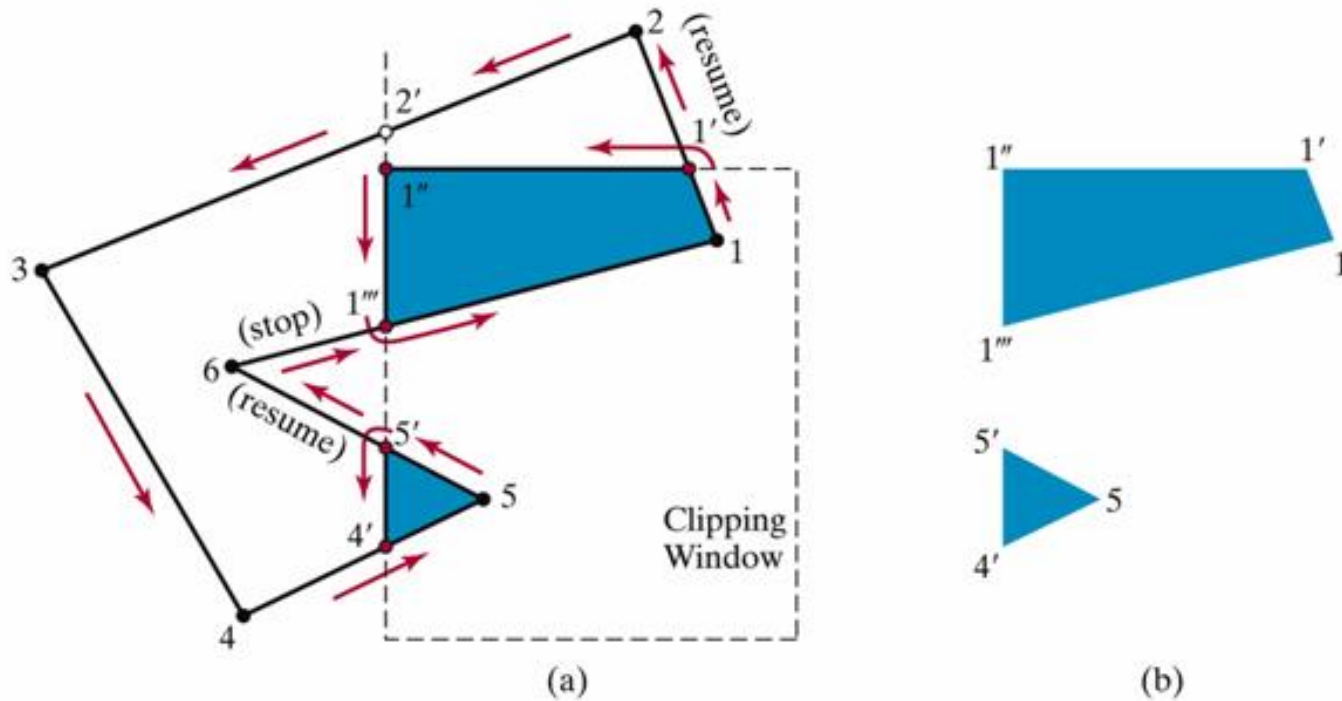 2
(resume)
2′
1′
1″
1
3
1‴
(stop)
6
(resume)
5′
5
4′
4
Clipping
Window
(a)
1″
1′
1
1‴
5′
5
4′
(b)